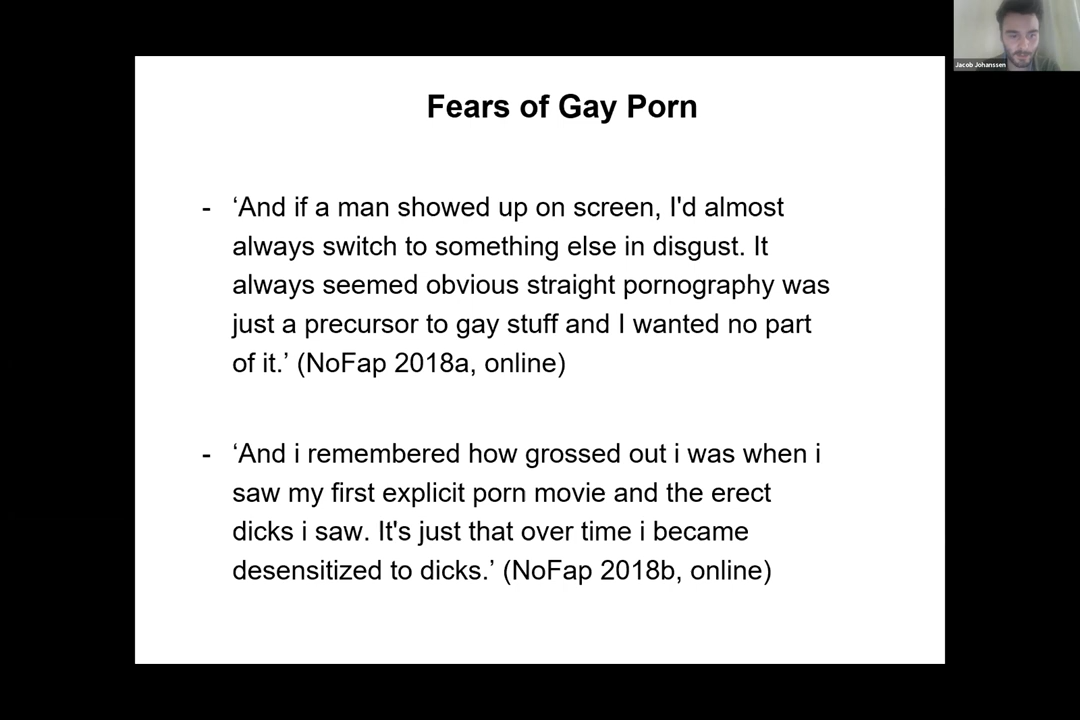 Jacob Johanssen
Fears of Gay Porn
- ‘And if a man showed up on screen, I'd almost
always switch to something else in disgust. It
always seemed obvious straight pornography was
just a precursor to gay stuff and I wanted no part
of it.’ (NoFap 2018a, online)
- ‘And i remembered how grossed out i was when i
saw my first explicit porn movie and the erect
dicks i saw. It's just that over time i became
desensitized to dicks.’ (NoFap 2018b, online)